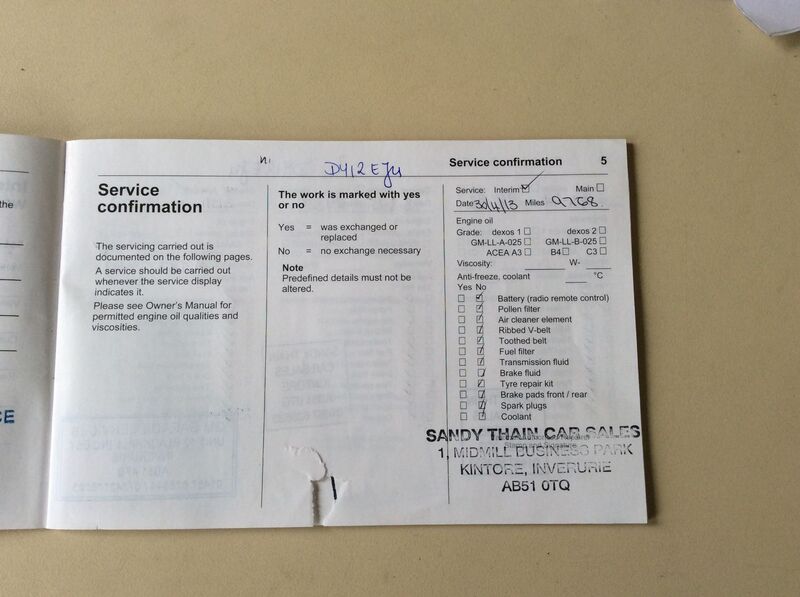 the
CE
Service
confirmation
The servicing carried out is
documented on the following pages.
A service should be carried out
whenever the service display
indicates it.
Please see Owner's Manual for
permitted engine oil qualities and
viscosities.
DY12EJU
The work is marked with yes
or no
Yes = was exchanged or
replaced
No = no exchange necessary
Note
Predefined details must not be
altered.
Service confirmation 5
Service: Interim Main
Date 30/4/13 Miles 9768
Engine oil
Grade: dexos 1 dexos 2
GM-LL-A-025 GM-LL-B-025
ACEA A3 B4 C3
Viscosity: W-
Anti-freeze, coolant °C
Yes No
Battery (radio remote control)
Pollen filter
Air cleaner element
Ribbed V-belt
Toothed belt
Fuel filter
Transmission fluid
Brake fluid
Tyre repair kit
Brake pads front / rear
Spark plugs
Coolant
SANDY THAIN CAR SALES
1, MIDMILL BUSINESS PARK
KINTORE, INVERURIE
AB51 0TQ